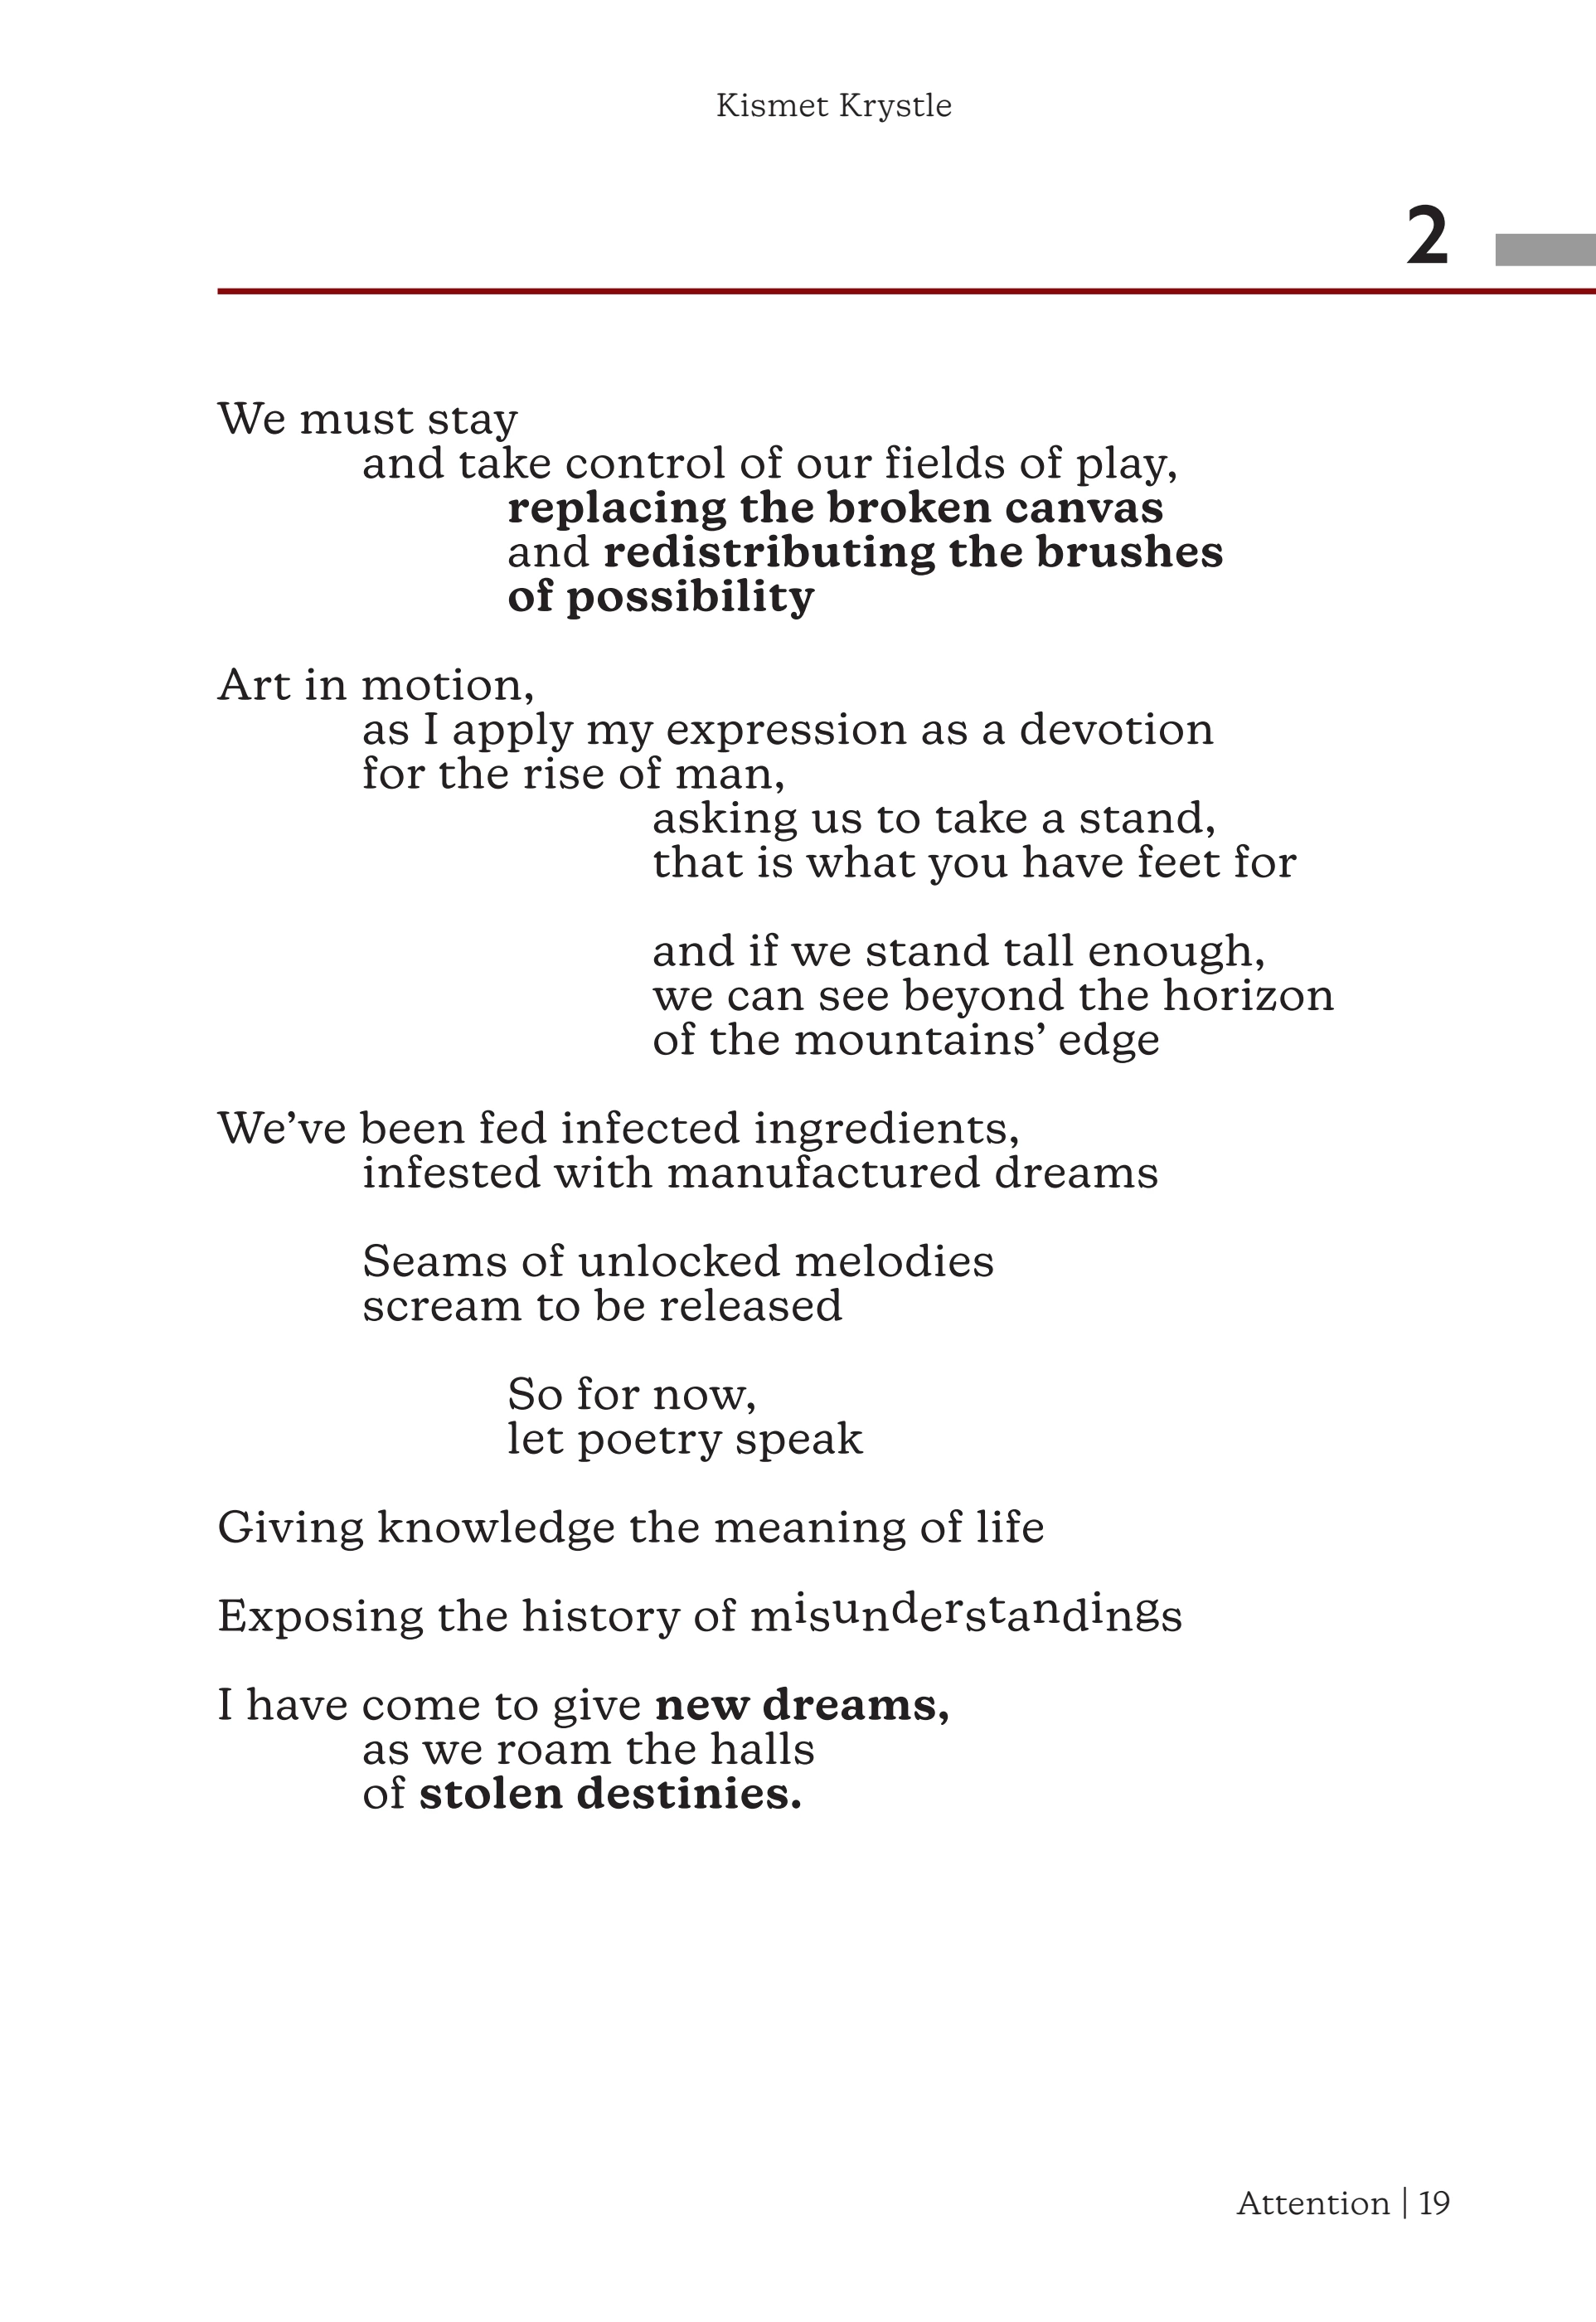 Kismet Krystle
2
We must stay
and take control of our fields of play,
replacing the broken canvas
and redistributing the brushes
of possibility
Art in motion,
as I apply my expression as a devotion
for the rise of man,
asking us to take a stand,
that is what you have feet for
and if we stand tall enough,
we can see beyond the horizon
of the mountains’ edge
We’ve been fed infected ingredients,
infested with manufactured dreams
Seams of unlocked melodies
scream to be released
So for now,
let poetry speak
Giving knowledge the meaning of life
Exposing the history of misunderstandings
I have come to give new dreams,
as we roam the halls
of stolen destinies.
Attention | 19